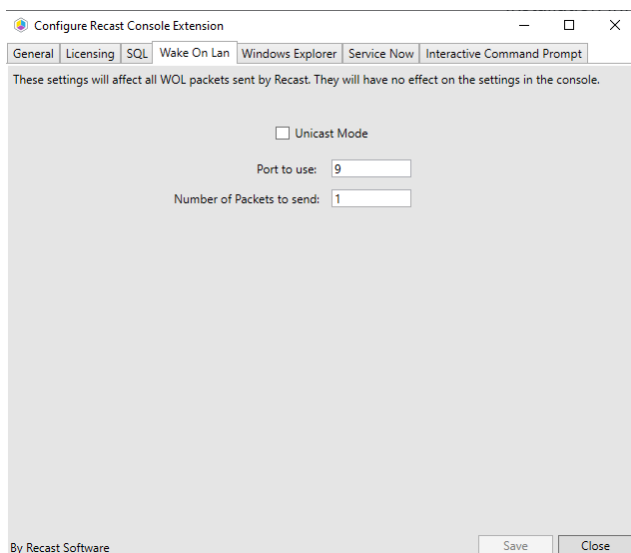 Configure Recast Console Extension
General Licensing SQL Wake On Lan Windows Explorer Service Now Interactive Command Prompt
These settings will affect all WOL packets sent by Recast. They will have no effect on the settings in the console.
Unicast Mode
Port to use: 9
Number of Packets to send: 1
By Recast Software Save Close